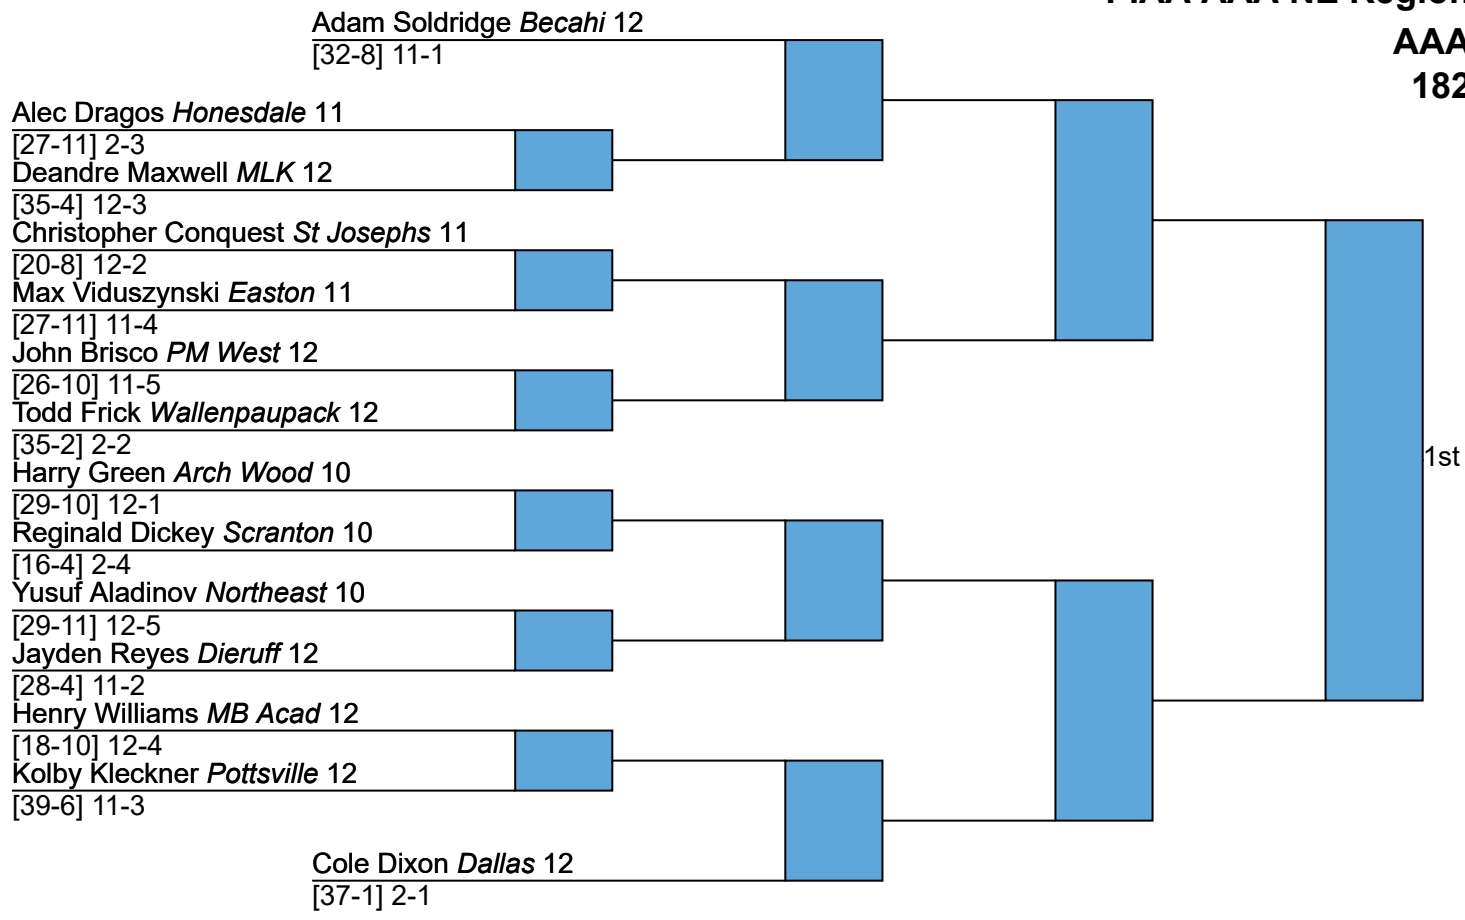 AAA
182
Adam Soldridge Becahi 12
[32-8] 11-1
Alec Dragos Honesdale 11
[27-11] 2-3
Deandre Maxwell MLK 12
[35-4] 12-3
Christopher Conquest St Josephs 11
[20-8] 12-2
Max Viduszynski Easton 11
[27-11] 11-4
John Brisco PM West 12
[26-10] 11-5
Todd Frick Wallenpaupack 12
[35-2] 2-2
Harry Green Arch Wood 10
[29-10] 12-1
Reginald Dickey Scranton 10
[16-4] 2-4
Yusuf Aladinov Northeast 10
[29-11] 12-5
Jayden Reyes Dieruff 12
[28-4] 11-2
Henry Williams MB Acad 12
[18-10] 12-4
Kolby Kleckner Pottsville 12
[39-6] 11-3
Cole Dixon Dallas 12
[37-1] 2-1
1st